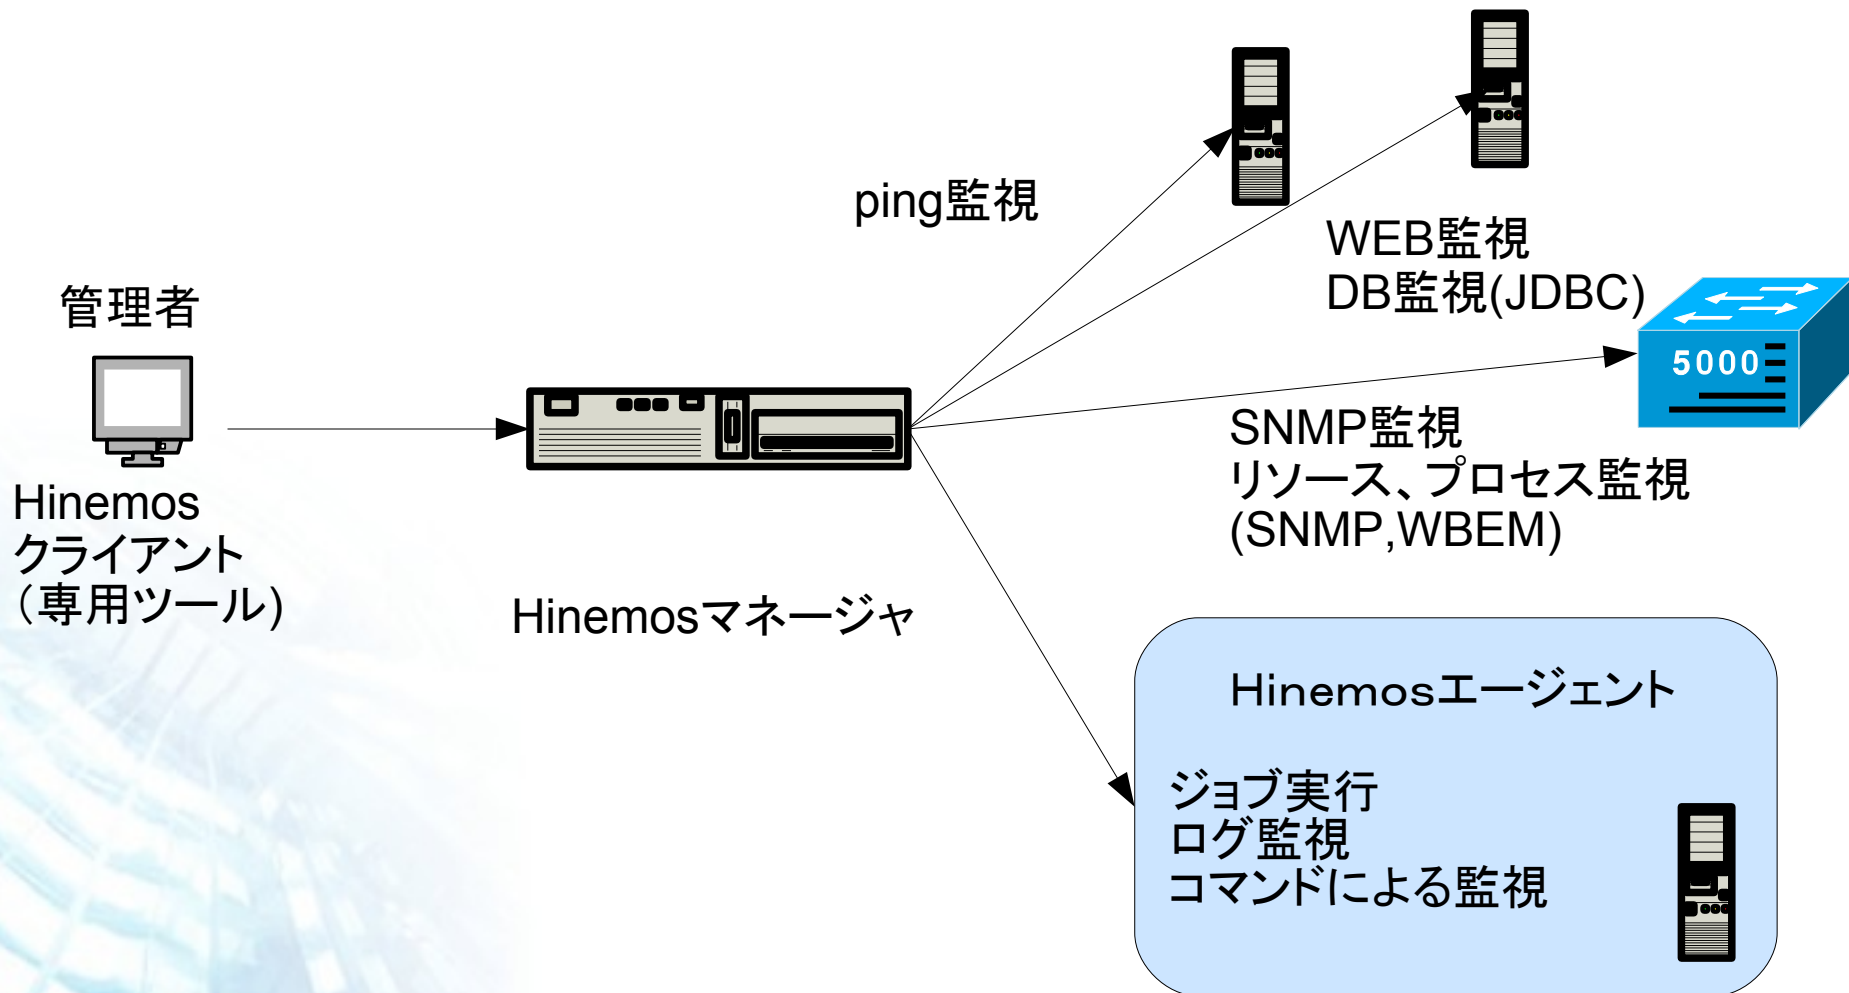 ping監視
WEB監視
DB監視(JDBC)
管理者
5000
SNMP監視
リソース、プロセス監視
(SNMP,WBEM)
Hinemos
クライアント
（専用ツール)
Hinemosマネージャ
Hinemosエージェント
ジョブ実行
ログ監視
コマンドによる監視